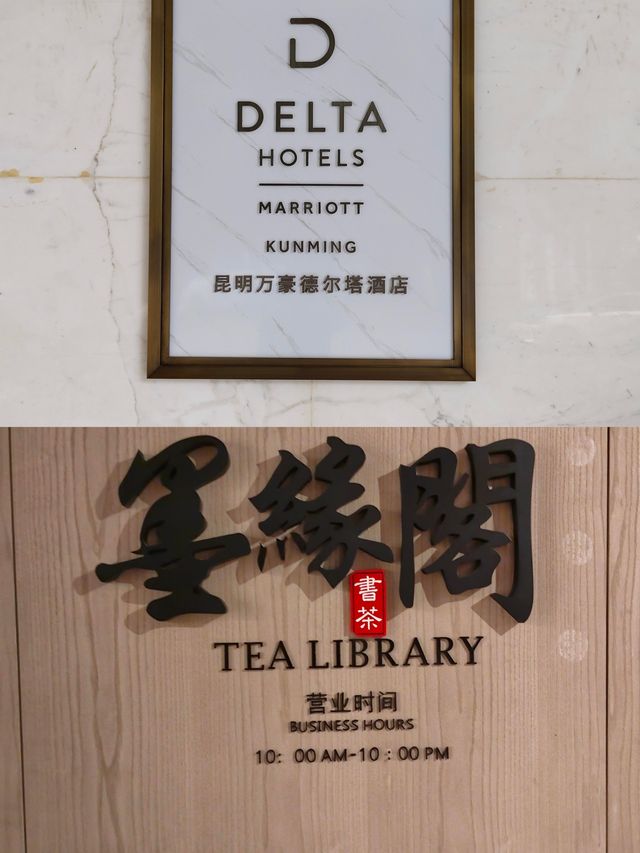 D
DELTA
HOTELS
MARRIOTT
KUNMING
昆明万豪德尔塔酒店
墨緣閣
書茶
TEA LIBRARY
营业时间
BUSINESS HOURS
10：00 AM-10：00 PM